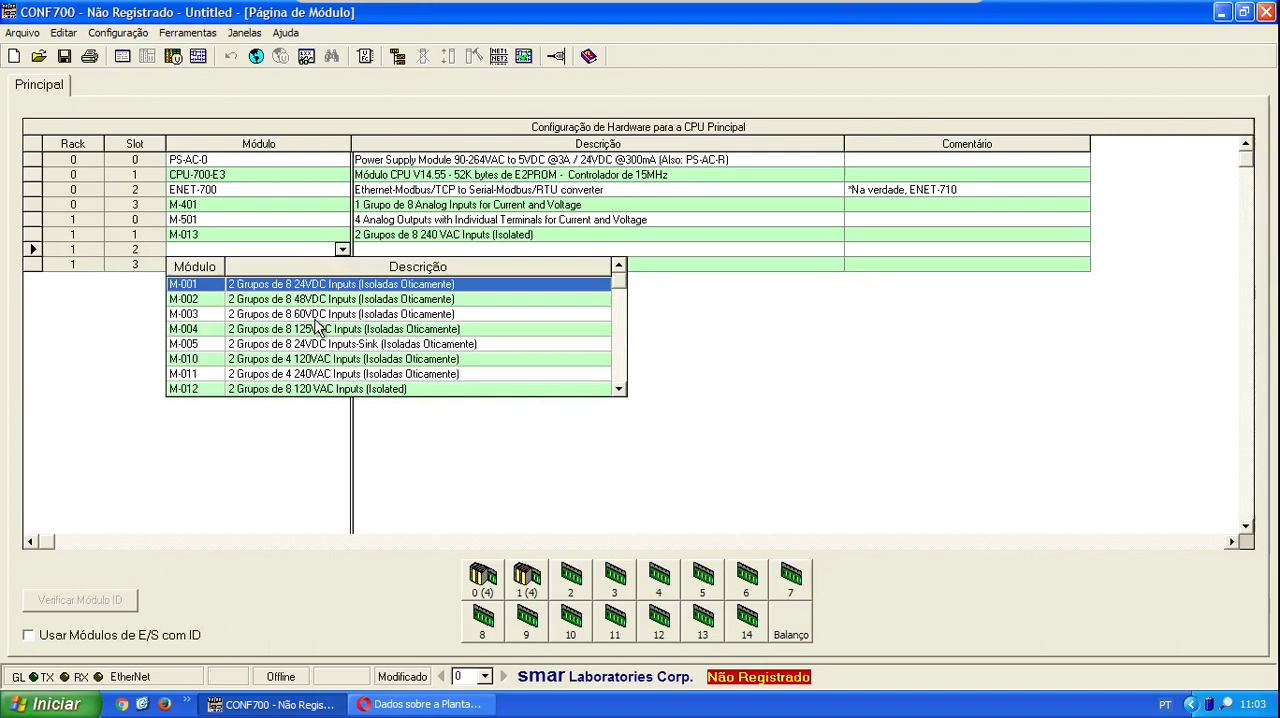 CONF700 - Não Registrado - Untitled - [Página de Módulo]
Arquivo Editar Configuração Ferramentas Janelas Ajuda
Principal
Configuração de Hardware para a CPU Principal
Rack Slot Módulo Descrição Comentário
0 0 PS-AC-0 Power Supply Module 90-264VAC to 5VDC @3A / 24VDC @300mA (Also: PS-AC-R)
0 1 CPU-700-E3 Módulo CPU V14.55 - 52K bytes de E2PROM - Controlador de 15MHz
0 2 ENET-700 Ethernet-Modbus/TCP to Serial-Modbus/RTU converter *Na verdade, ENET-710
0 3 M-401 1 Grupo de 8 Analog Inputs for Current and Voltage
1 0 M-501 4 Analog Outputs with Individual Terminals for Current and Voltage
1 1 M-013 2 Grupos de 8 240 VAC Inputs (Isolated)
1 2
1 3
Módulo Descrição
M-001 2 Grupos de 8 24VDC Inputs (Isoladas Oticamente)
M-002 2 Grupos de 8 48VDC Inputs (Isoladas Oticamente)
M-003 2 Grupos de 8 60VDC Inputs (Isoladas Oticamente)
M-004 2 Grupos de 8 Inputs (Isoladas Oticamente)
M-005 2 Grupos de 8 24VDC Inputs-Sink (Isoladas Oticamente)
M-010 2 Grupos de 4 120VAC Inputs (Isoladas Oticamente)
M-011 2 Grupos de 4 240VAC Inputs (Isoladas Oticamente)
M-012 2 Grupos de 8 120 VAC Inputs (Isolated)
0 (4) 1 (4) 2 3 4 5 6 7
8 9 10 11 12 13 14 Balanço
Verificar Módulo ID
Usar Módulos de E/S com ID
GL TX RX EtherNet Offline Modificado 0 smar Laboratories Corp. Não Registrado
Iniciar CONF700 - Não Regis... Dados sobre a Planta... PT 11:03